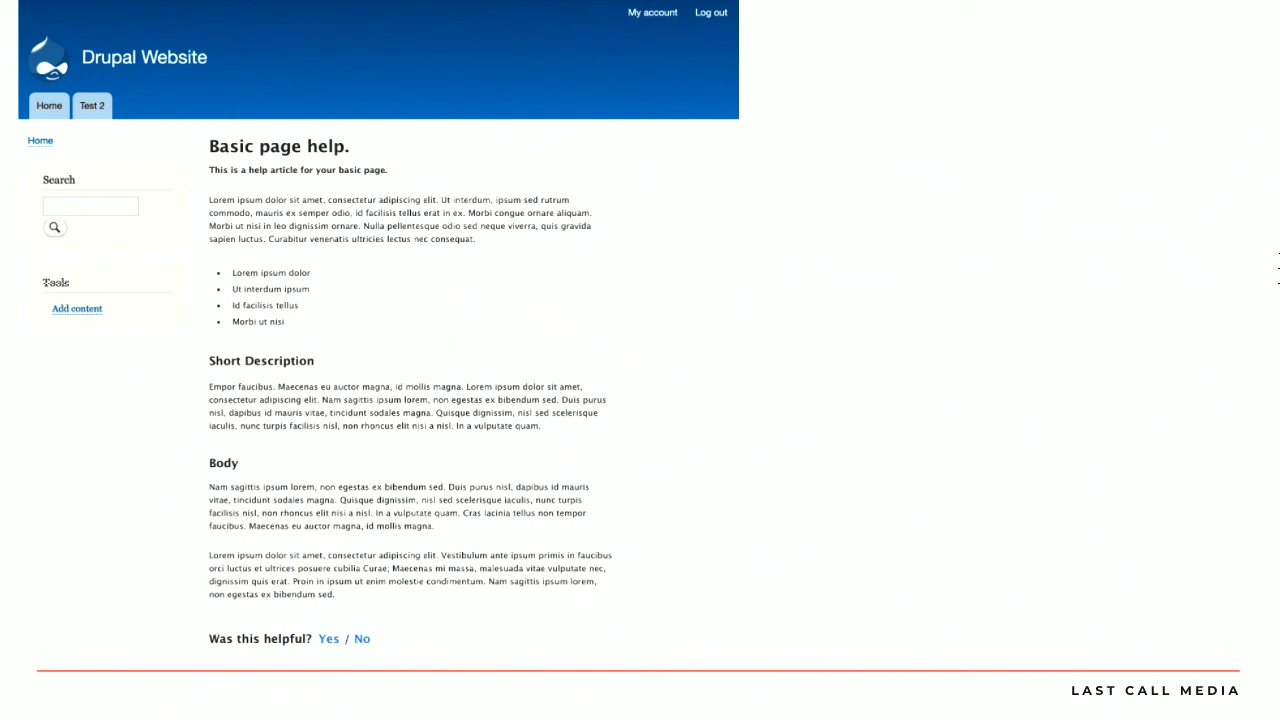 My account Log out
Drupal Website
Home Test 2
Home
Search
Tools
Add content
Basic page help.
This is a help article for your basic page.
Lorem ipsum dolor sit amet, consectetur adipiscing elit. Ut interdum, ipsum sed rutrum
commodo, mauris ex semper odio, id facilisis tellus erat in ex. Morbi congue ornare aliquam.
Morbi ut nisi in leo dignissim ornare. Nulla pellentesque odio sed neque viverra, quis gravida
sapien luctus. Curabitur venenatis ultricies lectus nec consequat.
• Lorem ipsum dolor
• Ut interdum ipsum
• Id facilisis tellus
• Morbi ut nisi
Short Description
Empor faucibus. Maecenas eu auctor magna, id mollis magna. Lorem ipsum dolor sit amet,
consectetur adipiscing elit. Nam sagittis ipsum lorem, non egestas ex bibendum sed. Duis purus
nisl, dapibus id mauris vitae, tincidunt sodales magna. Quisque dignissim, nisl sed scelerisque
iaculis, nunc turpis facilisis nisl, non rhoncus elit nisi a nisl. In a vulputate quam.
Body
Nam sagittis ipsum lorem, non egestas ex bibendum sed. Duis purus nisl, dapibus id mauris
vitae, tincidunt sodales magna. Quisque dignissim, nisl sed scelerisque iaculis, nunc turpis
facilisis nisl, non rhoncus elit nisi a nisl. In a vulputate quam. Cras lacinia tellus non tempor
faucibus. Maecenas eu auctor magna, id mollis magna.
Lorem ipsum dolor sit amet, consectetur adipiscing elit. Vestibulum ante ipsum primis in faucibus
orci luctus et ultrices posuere cubilia Curae; Maecenas mi massa, malesuada vitae vulputate nec,
dignissim quis erat. Proin in ipsum ut enim molestie condimentum. Nam sagittis ipsum lorem,
non egestas ex bibendum sed.
Was this helpful? Yes / No
LAST CALL MEDIA